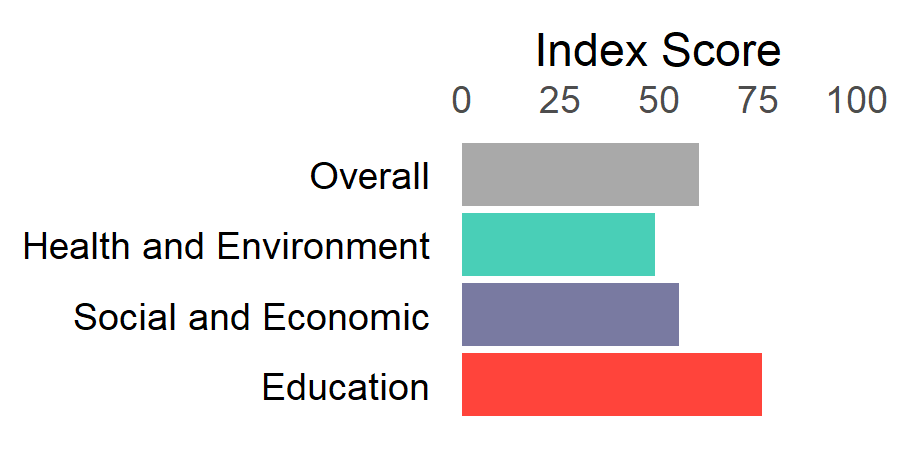 Index Score
0 25 50 75 100
Overall
Health and Environment
Social and Economic
Education